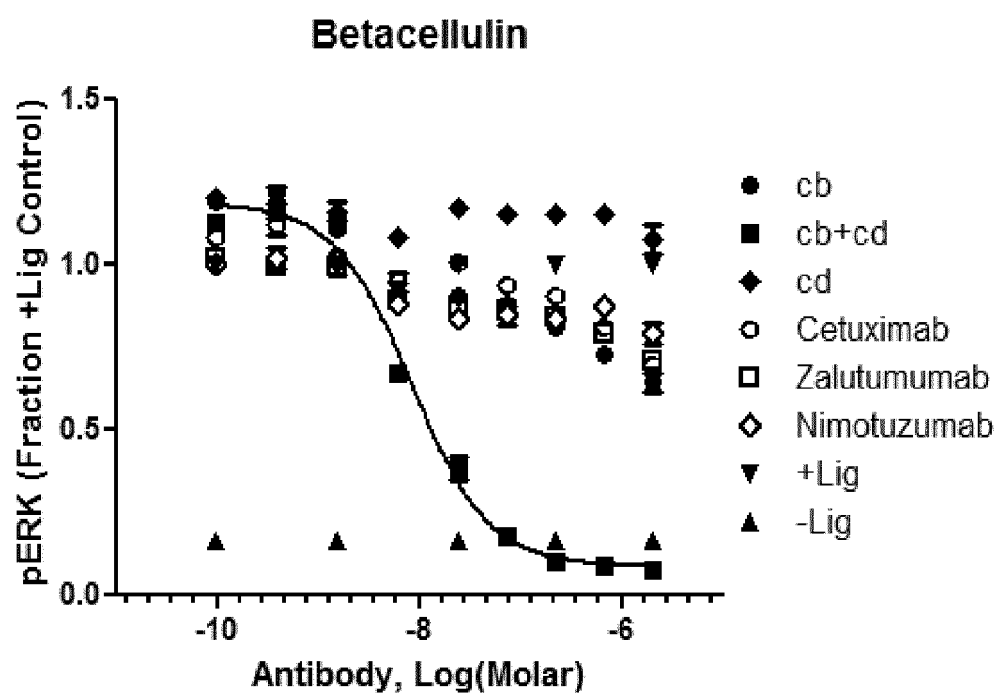 Betacellulin
pERK (Fraction +Lig Control)
1.5
1.0
0.5
0.0
-10
-8
-6
Antibody, Log(Molar)
cb
cb+cd
cd
Cetuximab
Zalutumumab
Nimotuzumab
+Lig
-Lig